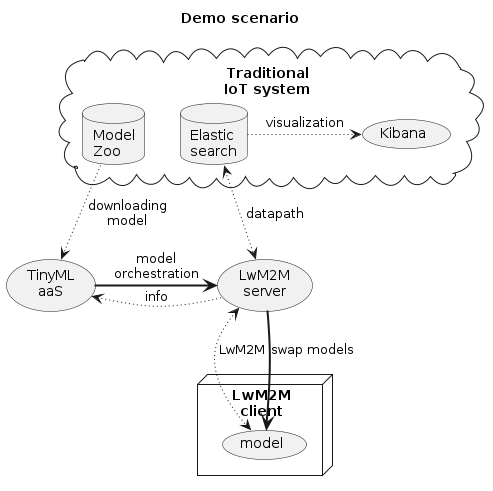 Demo scenario
Traditional
IoT system
Model
Zoo
Elastic
search
visualization
Kibana
downloading
model
datapath
TinyML
aaS
model
orchestration
info
LwM2M
server
LwM2M
swap models
LwM2M
client
model